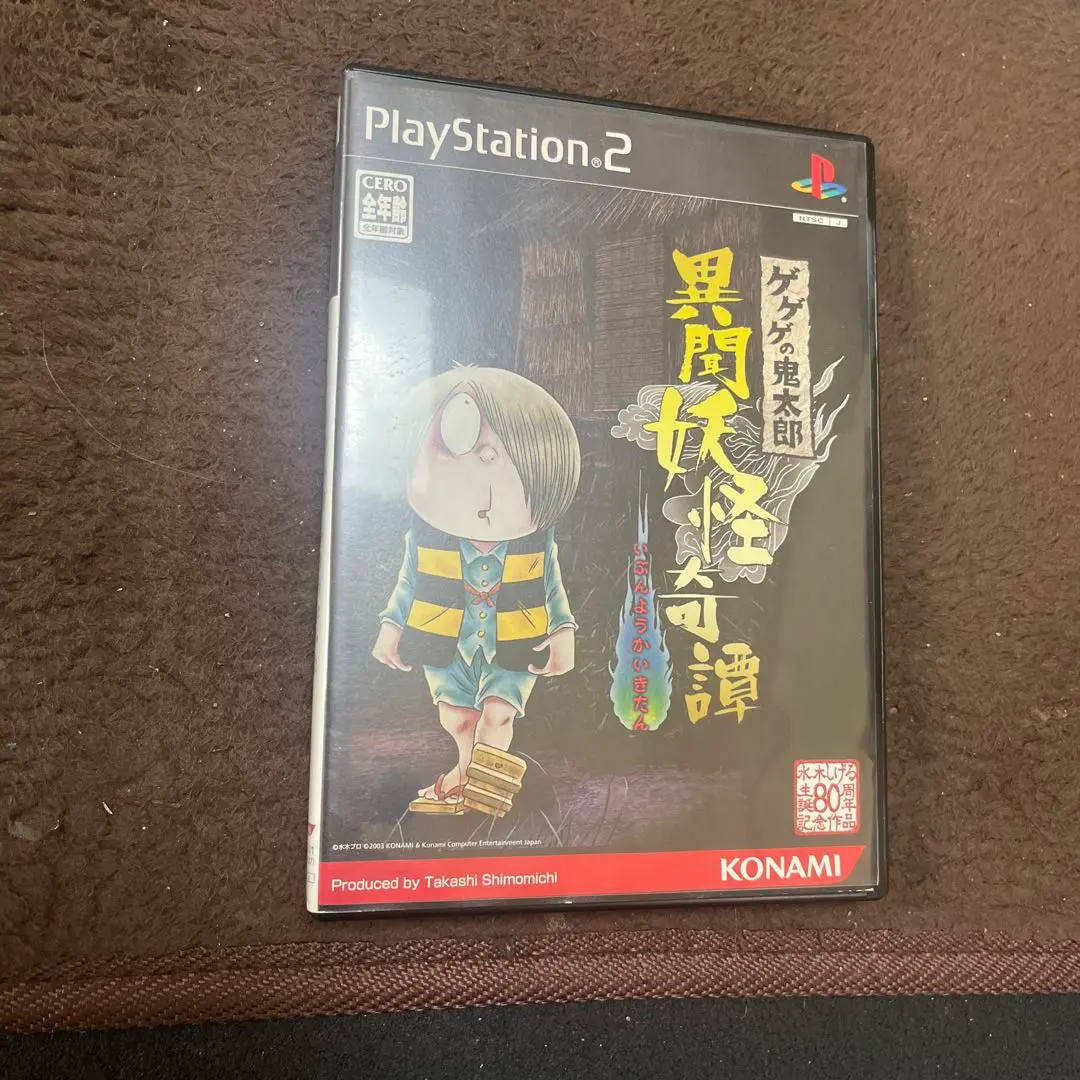 PlayStation®2
CERO
全年齢
全年齢対象
NTSC J
ゲゲゲの鬼太郎
異聞妖怪奇譚
いぶんようかいきたん
水木しげる
生誕80周年
記念作品
©水木プロ ©2003 KONAMI & Konami Computer Entertainment Japan
Produced by Takashi Shimomichi
KONAMI